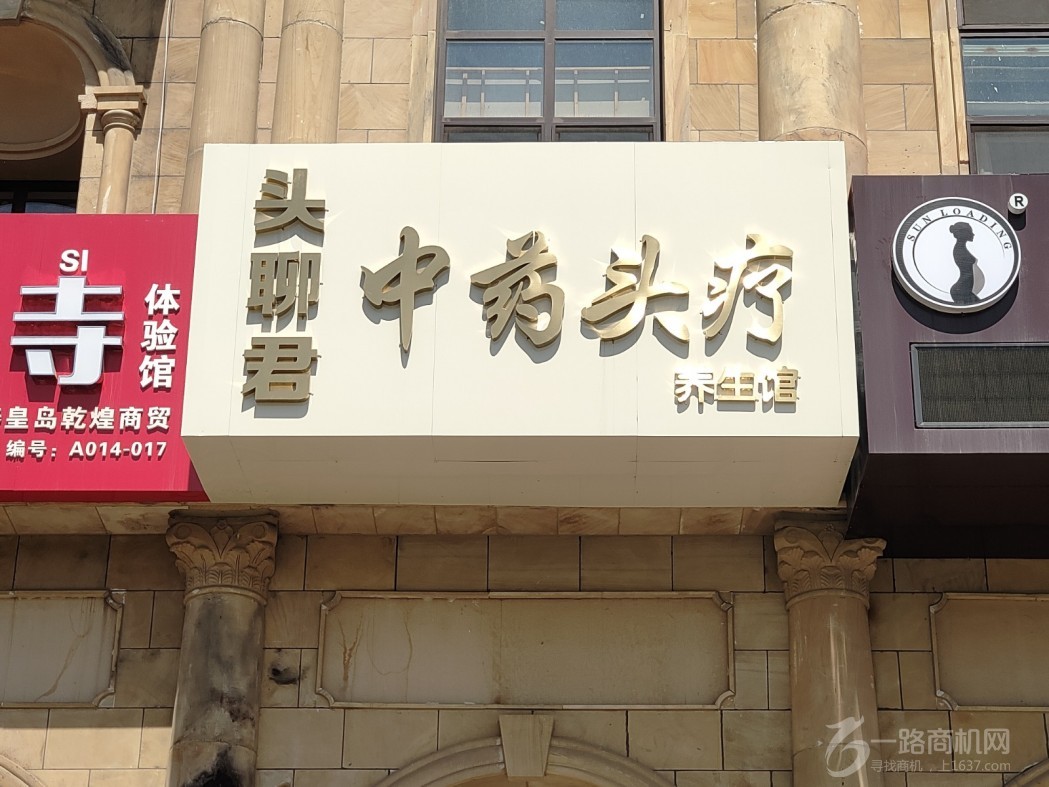 SI
寺
体验馆
皇岛乾煌商贸
编号：A014-017
头聊君
中药头疗
养生馆
SUN LOADING
®
一路商机网
寻找商机，上1637.com